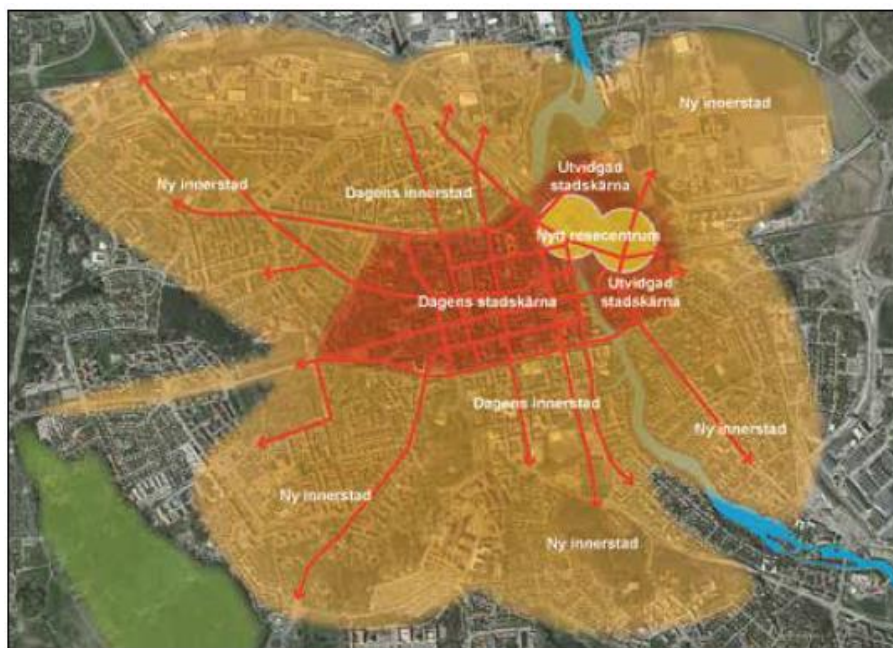 Ny innerstad
Utvidgad
stadskärna
Ny innerstad
Dagens innerstad
Nytt resecentrum
Utvidgad
stadskärna
Dagens stadskärna
Dagens innerstad
Ny innerstad
Ny innerstad
Ny innerstad